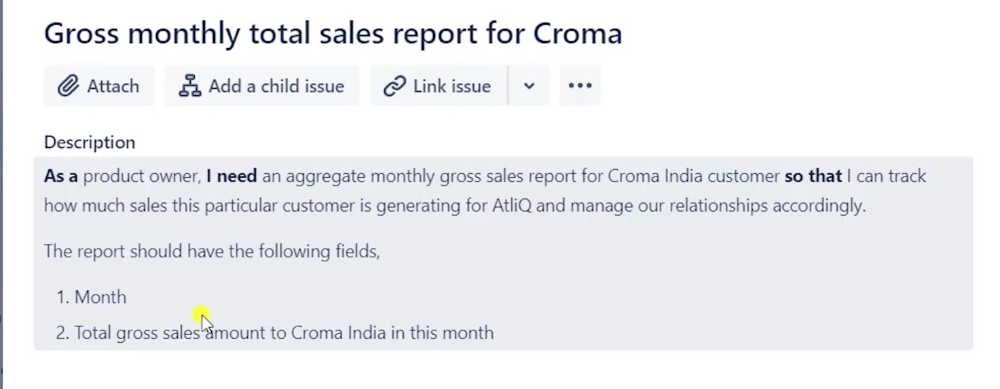 Gross monthly total sales report for Croma
Attach
Add a child issue
Link issue
Description
As a product owner, I need an aggregate monthly gross sales report for Croma India customer so that I can track
how much sales this particular customer is generating for AtliQ and manage our relationships accordingly.
The report should have the following fields,
1. Month
2. Total gross sales amount to Croma India in this month